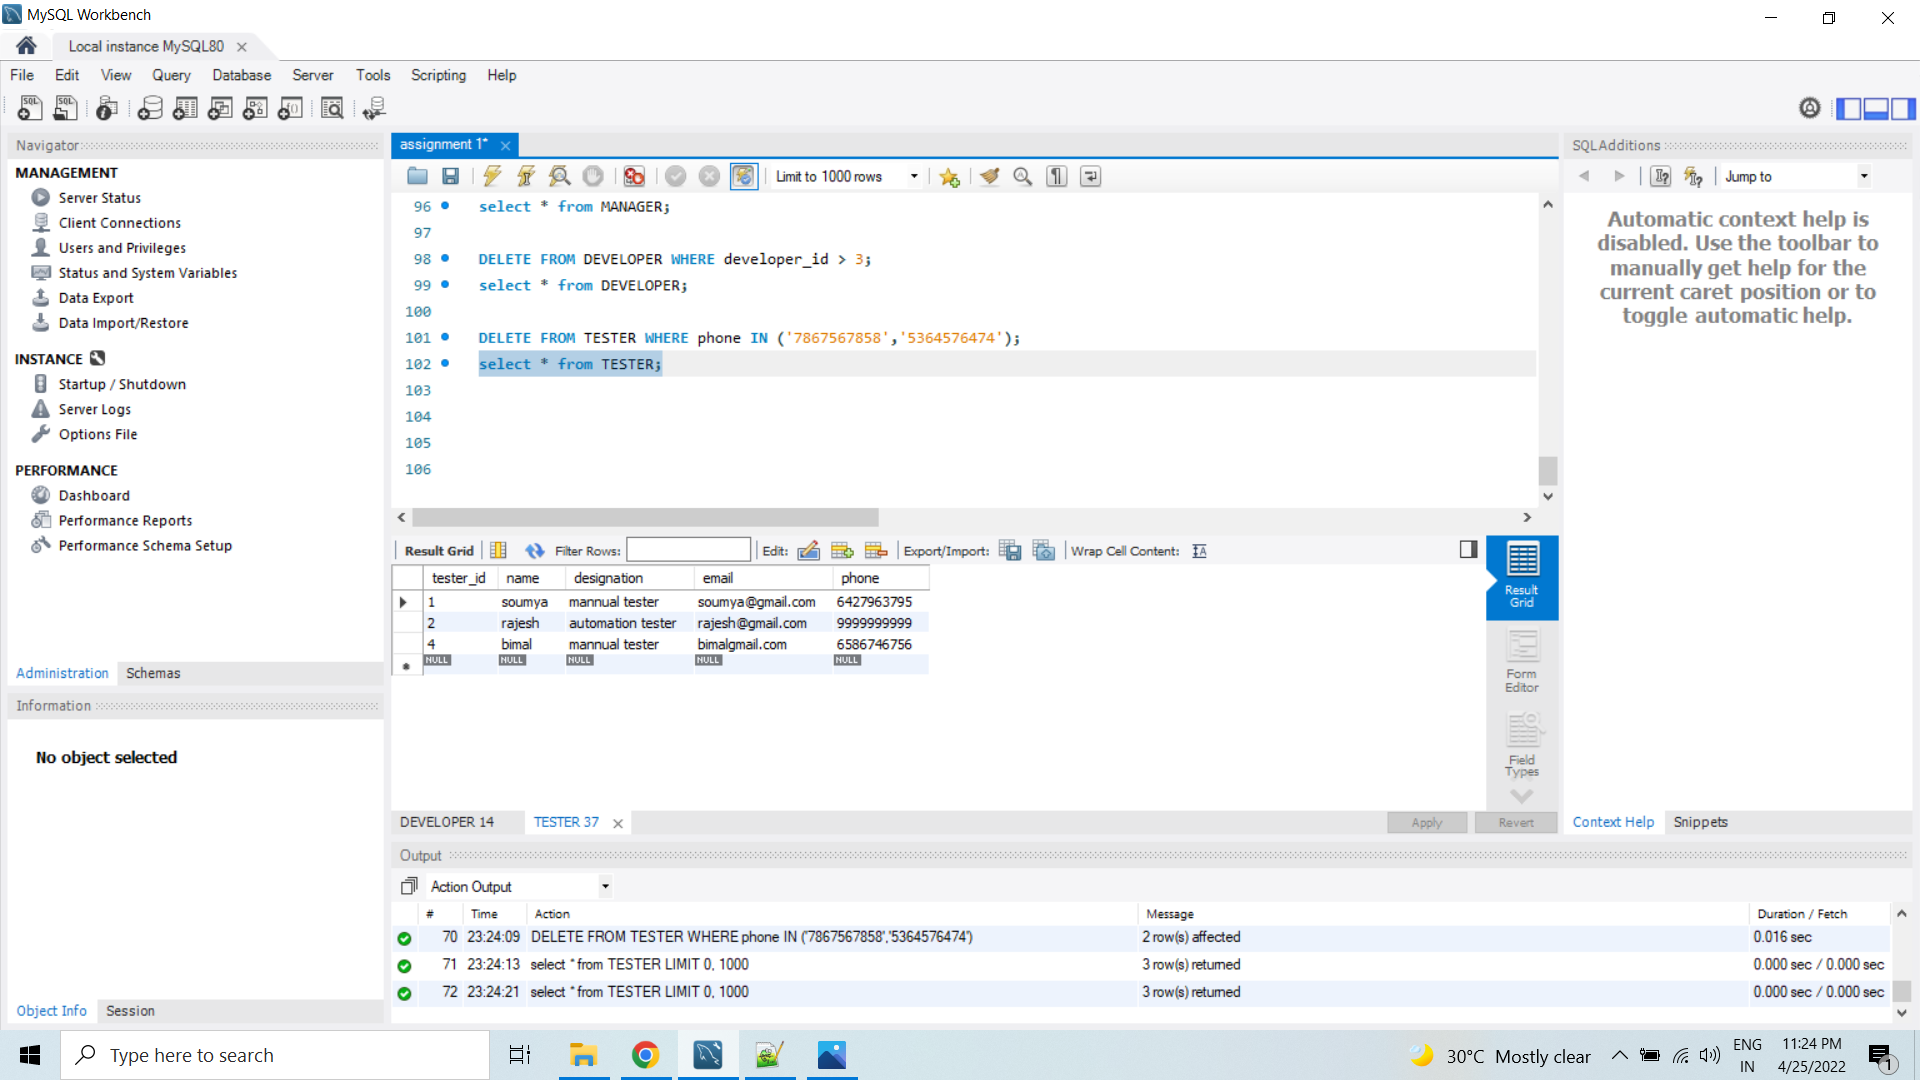 MySQL Workbench
Local instance MySQL80
File Edit View Query Database Server Tools Scripting Help
Navigator
MANAGEMENT
Server Status
Client Connections
Users and Privileges
Status and System Variables
Data Export
Data Import/Restore
INSTANCE
Startup / Shutdown
Server Logs
Options File
PERFORMANCE
Dashboard
Performance Reports
Performance Schema Setup
Administration Schemas
Information
No object selected
Object Info Session
assignment 1*
Limit to 1000 rows
96 select * from MANAGER;
97
98 DELETE FROM DEVELOPER WHERE developer_id > 3;
99 select * from DEVELOPER;
100
101 DELETE FROM TESTER WHERE phone IN ('7867567858','5364576474');
102 select * from TESTER;
103
104
105
106
Result Grid Filter Rows: Edit: Export/Import: Wrap Cell Content:
tester_id name designation email phone
1 soumya mannual tester soumya@gmail.com 6427963795
2 rajesh automation tester rajesh@gmail.com 9999999999
4 bimal mannual tester bimalgmail.com 6586746756
NULL NULL NULL NULL NULL
Result
Grid
Form
Editor
Field
Types
DEVELOPER 14 TESTER 37 Apply Revert
SQLAdditions
Jump to
Automatic context help is
disabled. Use the toolbar to
manually get help for the
current caret position or to
toggle automatic help.
Context Help Snippets
Output
Action Output
# Time Action Message Duration / Fetch
70 23:24:09 DELETE FROM TESTER WHERE phone IN ('7867567858','5364576474') 2 row(s) affected 0.016 sec
71 23:24:13 select * from TESTER LIMIT 0, 1000 3 row(s) returned 0.000 sec / 0.000 sec
72 23:24:21 select * from TESTER LIMIT 0, 1000 3 row(s) returned 0.000 sec / 0.000 sec
Type here to search
30°C Mostly clear
ENG
IN
11:24 PM
4/25/2022
1